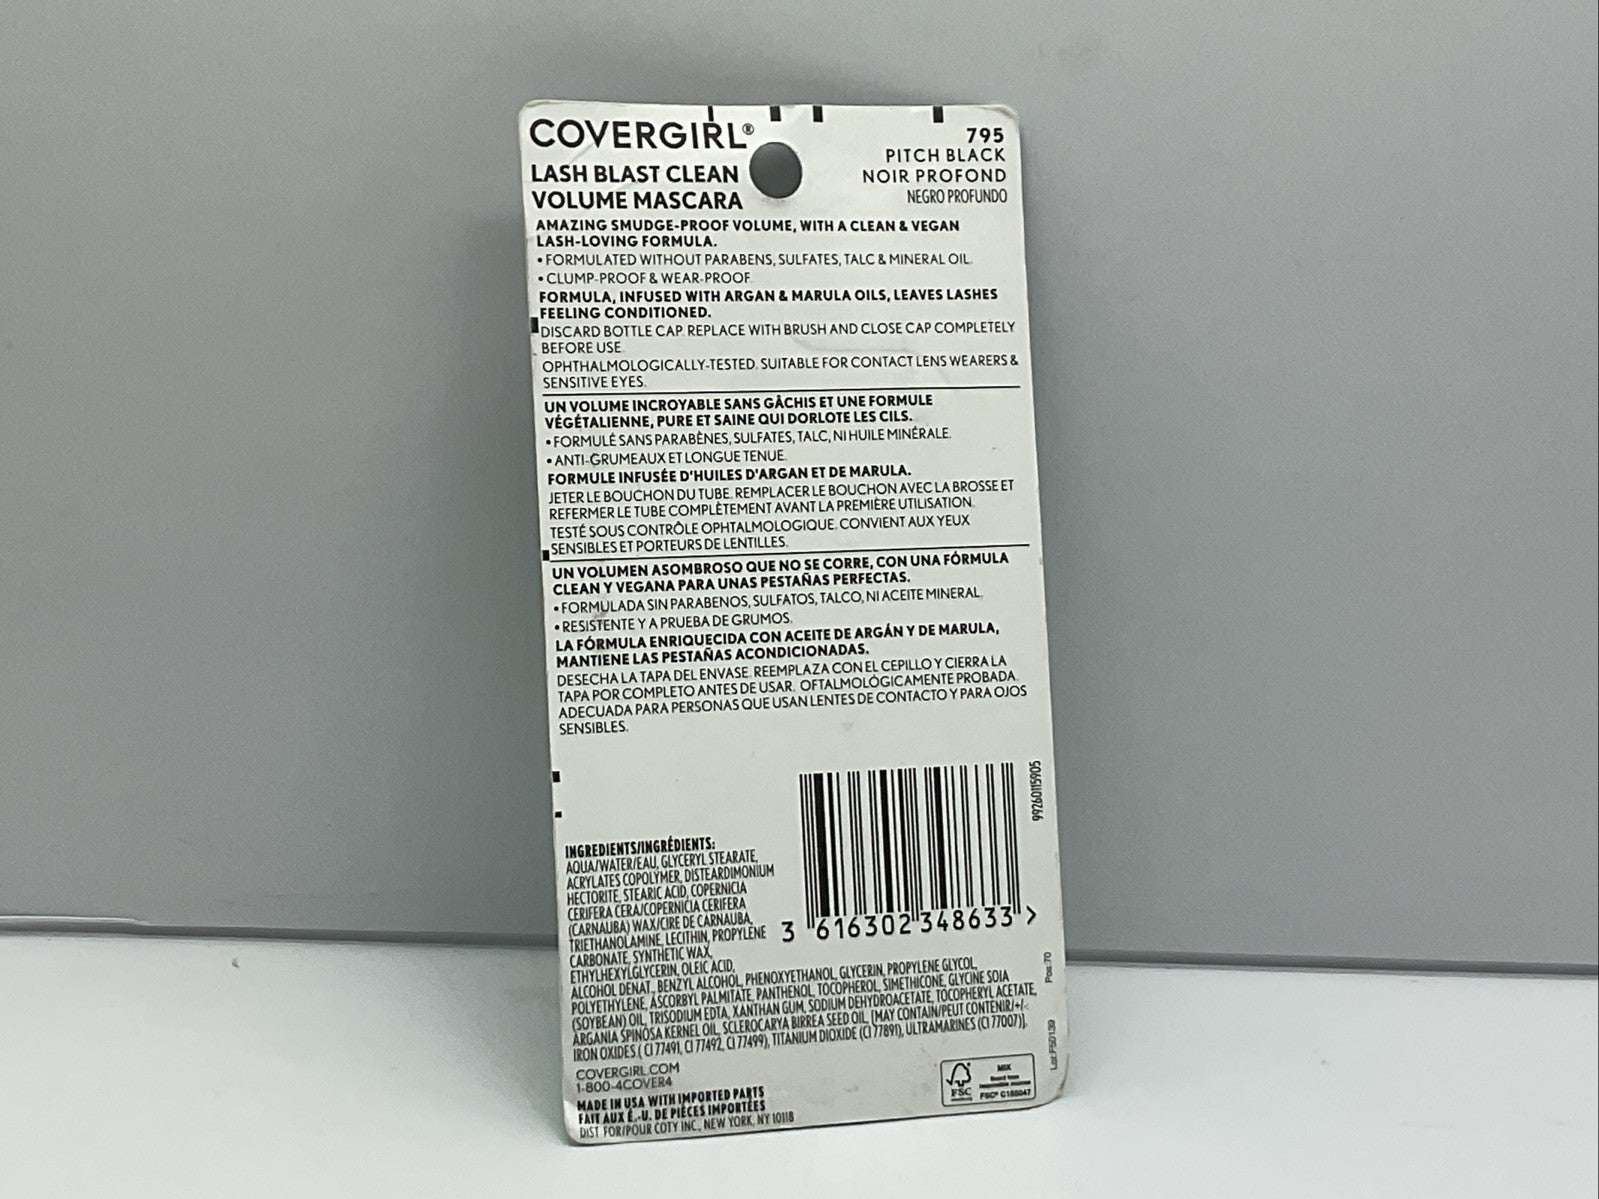 COVERGIRL®
LASH BLAST CLEAN
VOLUME MASCARA
795
PITCH BLACK
NOIR PROFOND
NEGRO PROFUNDO
AMAZING SMUDGE-PROOF VOLUME, WITH A CLEAN & VEGAN
LASH-LOVING FORMULA.
• FORMULATED WITHOUT PARABENS, SULFATES, TALC & MINERAL OIL.
• CLUMP-PROOF & WEAR-PROOF.
FORMULA, INFUSED WITH ARGAN & MARULA OILS, LEAVES LASHES
FEELING CONDITIONED.
DISCARD BOTTLE CAP. REPLACE WITH BRUSH AND CLOSE CAP COMPLETELY
BEFORE USE.
OPHTHALMOLOGICALLY-TESTED. SUITABLE FOR CONTACT LENS WEARERS &
SENSITIVE EYES.
UN VOLUME INCROYABLE SANS GÂCHIS ET UNE FORMULE
VÉGÉTALIENNE, PURE ET SAINE QUI DORLOTE LES CILS.
• FORMULÉ SANS PARABÈNES, SULFATES, TALC, NI HUILE MINÉRALE.
• ANTI-GRUMEAUX ET LONGUE TENUE.
FORMULE INFUSÉE D'HUILES D'ARGAN ET DE MARULA.
JETER LE BOUCHON DU TUBE. REMPLACER LE BOUCHON AVEC LA BROSSE ET
REFERMER LE TUBE COMPLÈTEMENT AVANT LA PREMIÈRE UTILISATION.
TESTÉ SOUS CONTRÔLE OPHTALMOLOGIQUE. CONVIENT AUX YEUX
SENSIBLES ET PORTEURS DE LENTILLES.
UN VOLUMEN ASOMBROSO QUE NO SE CORRE, CON UNA FÓRMULA
CLEAN Y VEGANA PARA UNAS PESTAÑAS PERFECTAS.
• FORMULADA SIN PARABENOS, SULFATOS, TALCO, NI ACEITE MINERAL.
• RESISTENTE Y A PRUEBA DE GRUMOS.
LA FÓRMULA ENRIQUECIDA CON ACEITE DE ARGÁN Y DE MARULA,
MANTIENE LAS PESTAÑAS ACONDICIONADAS.
DESECHA LA TAPA DEL ENVASE. REEMPLAZA CON EL CEPILLO Y CIERRA LA
TAPA POR COMPLETO ANTES DE USAR. OFTALMOLÓGICAMENTE PROBADA.
ADECUADA PARA PERSONAS QUE USAN LENTES DE CONTACTO Y PARA OJOS
SENSIBLES.
99260115905
3 616302 348633 >
INGREDIENTS/INGRÉDIENTS:
AQUA/WATER/EAU, GLYCERYL STEARATE,
ACRYLATES COPOLYMER, DISTEARDIMONIUM
HECTORITE, STEARIC ACID, COPERNICIA
CERIFERA CERA/COPERNICIA CERIFERA
(CARNAUBA) WAX/CIRE DE CARNAUBA,
TRIETHANOLAMINE, LECITHIN, PROPYLENE
CARBONATE, SYNTHETIC WAX,
ETHYLHEXYLGLYCERIN, OLEIC ACID,
ALCOHOL DENAT., BENZYL ALCOHOL, PHENOXYETHANOL, GLYCERIN, PROPYLENE GLYCOL,
POLYETHYLENE, ASCORBYL PALMITATE, PANTHENOL, TOCOPHEROL, SIMETHICONE, GLYCINE SOIA
(SOYBEAN) OIL, TRISODIUM EDTA, XANTHAN GUM, SODIUM DEHYDROACETATE, TOCOPHERYL ACETATE,
ARGANIA SPINOSA KERNEL OIL, SCLEROCARYA BIRREA SEED OIL. [MAY CONTAIN/PEUT CONTENIR/+/-:
IRON OXIDES ( CI 77491, CI 77492, CI 77499), TITANIUM DIOXIDE (CI 77891), ULTRAMARINES (CI 77007)].
Pos:70
Lot:P50139
COVERGIRL.COM
1-800-4COVER4
MADE IN USA WITH IMPORTED PARTS
FAIT AUX É.-U. DE PIÈCES IMPORTÉES
DIST. FOR/POUR COTY INC., NEW YORK, NY 10118
FSC
MIX
Board from
FSC® C166047